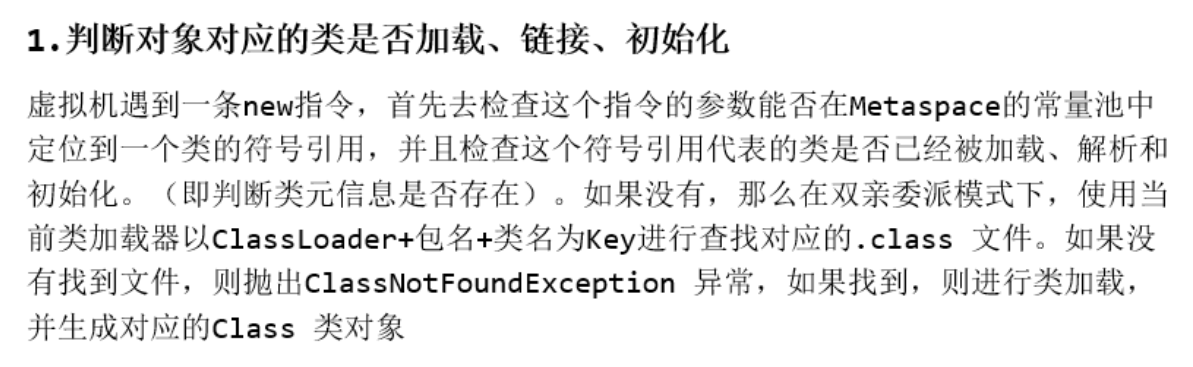 1.判断对象对应的类是否加载、链接、初始化
虚拟机遇到一条new指令，首先去检查这个指令的参数能否在Metaspace的常量池中
定位到一个类的符号引用，并且检查这个符号引用代表的类是否已经被加载、解析和
初始化。（即判断类元信息是否存在）。如果没有，那么在双亲委派模式下，使用当
前类加载器以ClassLoader+包名+类名为Key进行查找对应的.class 文件。如果没
有找到文件，则抛出ClassNotFoundException 异常，如果找到，则进行类加载，
并生成对应的Class 类对象